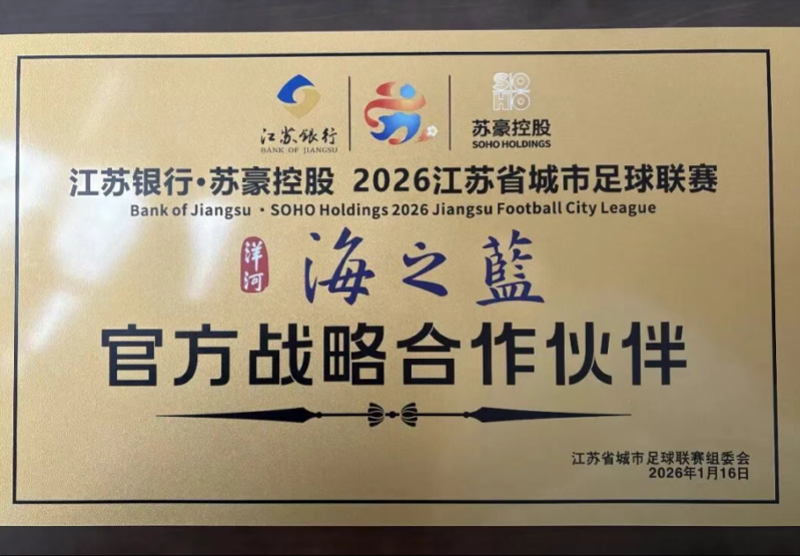 江苏银行
BANK OF JIANGSU
SOHO
苏豪控股
SOHO HOLDINGS
江苏银行·苏豪控股 2026江苏省城市足球联赛
Bank of Jiangsu · SOHO Holdings 2026 Jiangsu Football City League
洋河 海之藍
官方战略合作伙伴
江苏省城市足球联赛组委会
2026年1月16日